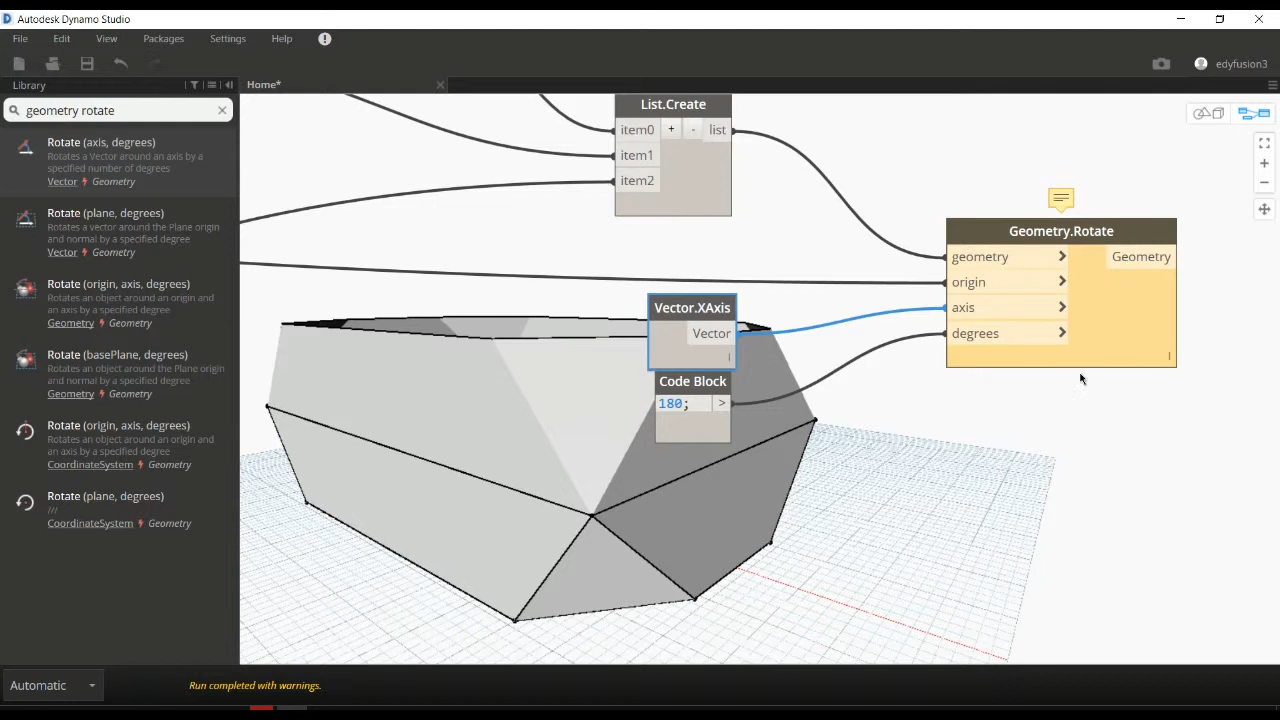 Autodesk Dynamo Studio
File Edit View Packages Settings Help
edyfusion3
Library
Home*
geometry rotate
Rotate (axis, degrees)
Rotates a Vector around an axis by a
specified number of degrees
Vector Geometry
Rotate (plane, degrees)
Rotates a vector around the Plane origin
and normal by a specified degree
Vector Geometry
Rotate (origin, axis, degrees)
Rotates an object around an origin and
an axis by a specified degree
Geometry Geometry
Rotate (basePlane, degrees)
Rotates an object around the Plane origin
and normal by a specified degree
Geometry Geometry
Rotate (origin, axis, degrees)
Rotates an object around an origin and
an axis by a specified degree
CoordinateSystem Geometry
Rotate (plane, degrees)
///
CoordinateSystem Geometry
List.Create
item0 + - list
item1
item2
Geometry.Rotate
geometry > Geometry
origin >
axis >
degrees >
Vector.XAxis
Vector
Code Block
180; >
Automatic
Run completed with warnings.